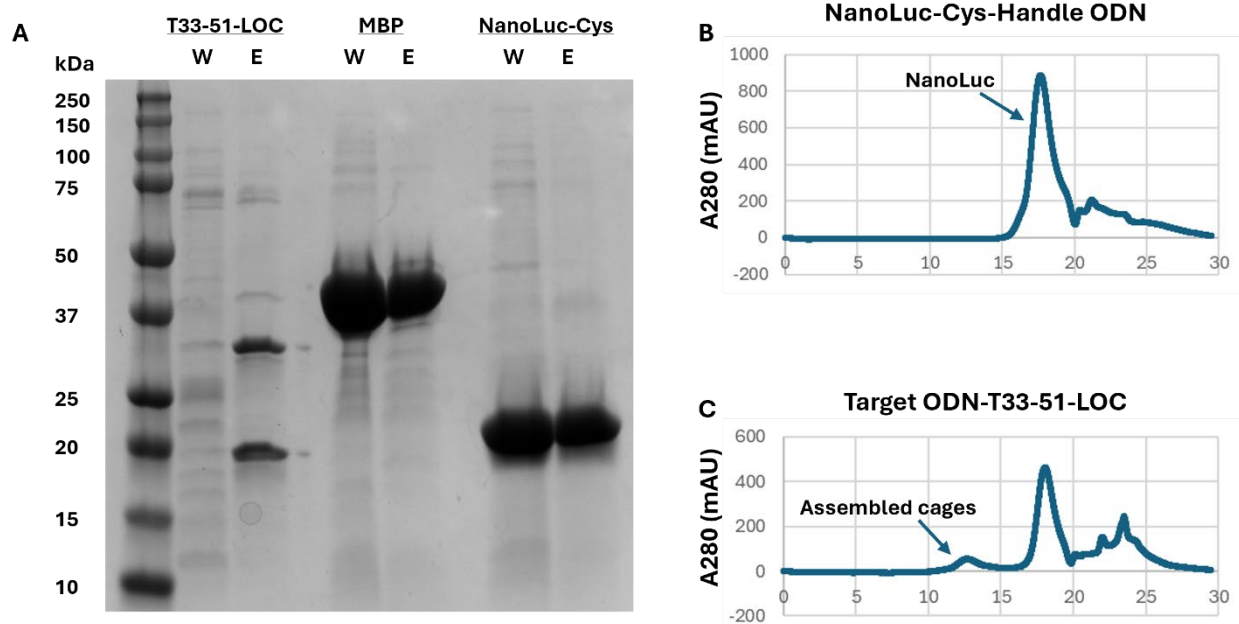 A
T33-51-LOC MBP NanoLuc-Cys
W E W E W E
kDa
250
150
100
75
50
37
25
20
15
10
B
NanoLuc-Cys-Handle ODN
A280 (mAU)
1000
800
600
400
200
0
-200
NanoLuc
0 5 10 15 20 25 30
C
Target ODN-T33-51-LOC
A280 (mAU)
600
400
200
0
-200
Assembled cages
0 5 10 15 20 25 30